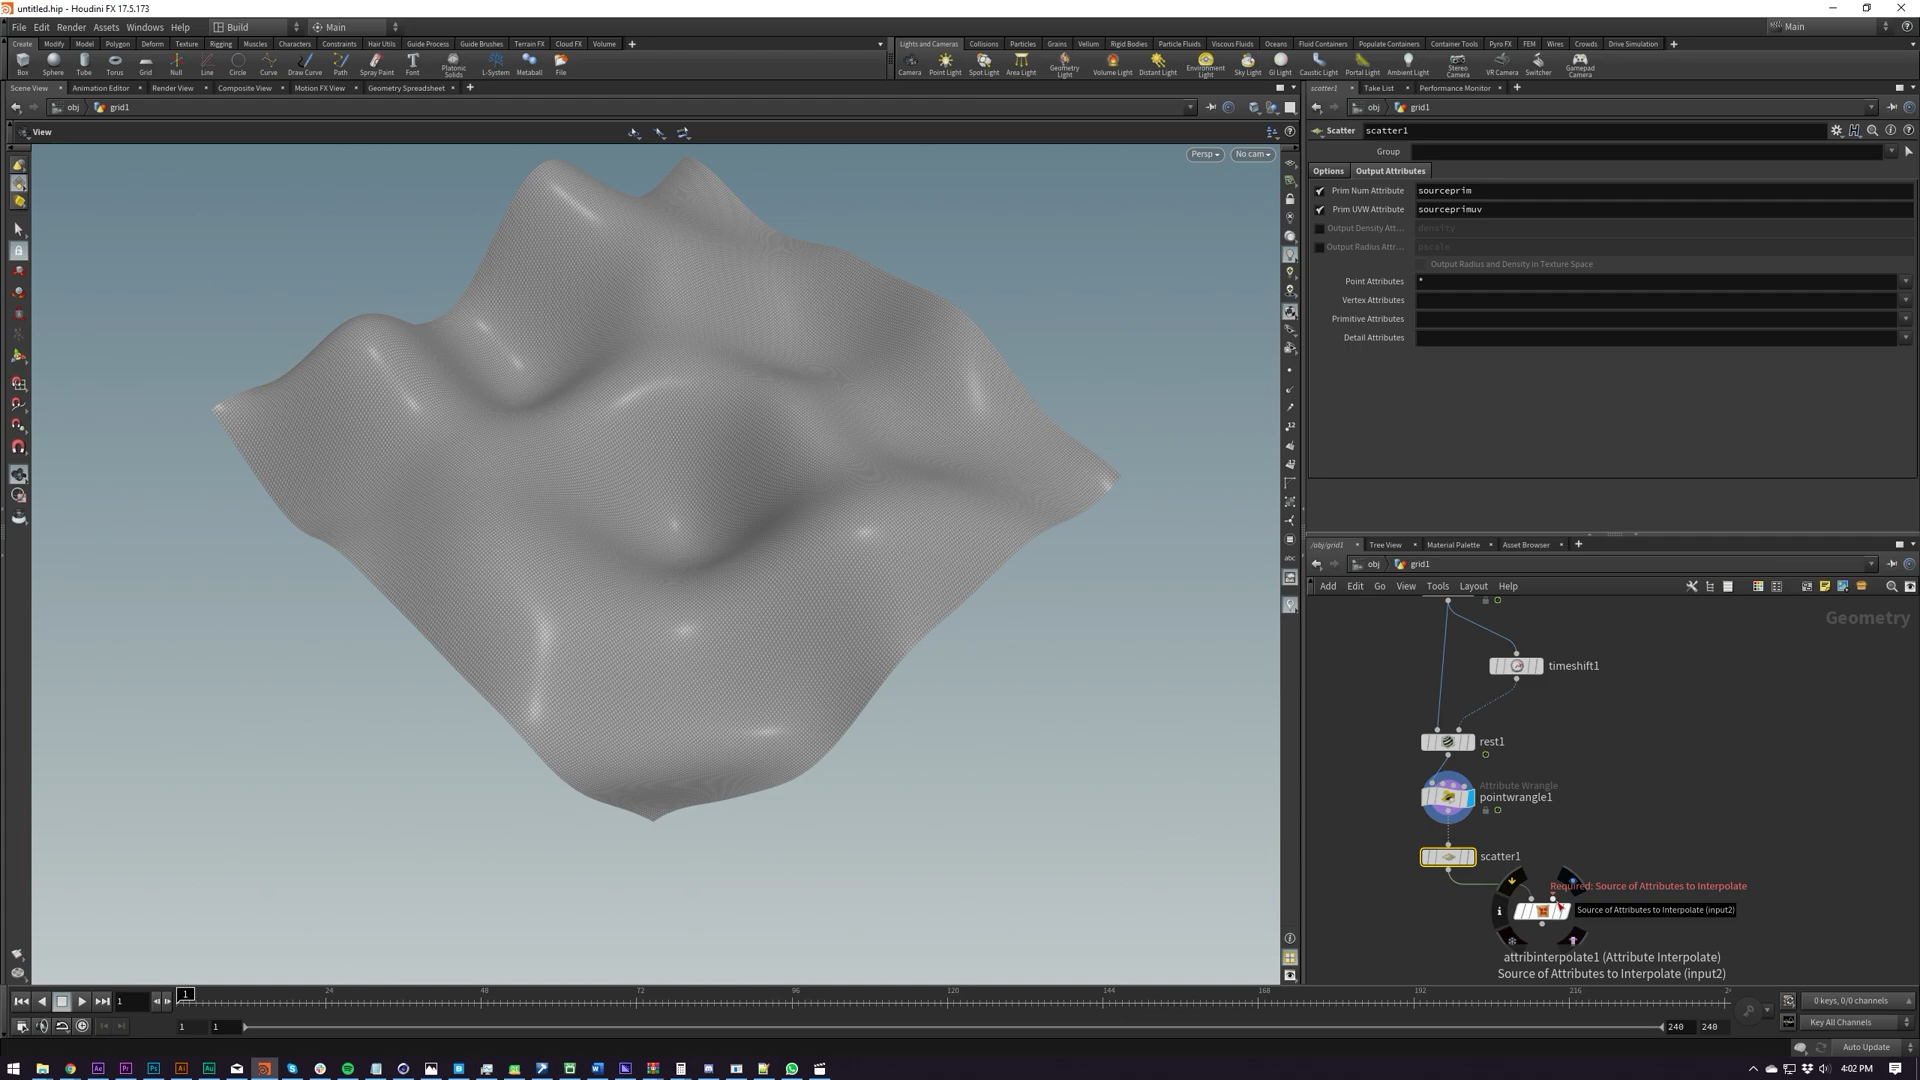 untitled.hip - Houdini FX 17.5.173
File Edit Render Assets Windows Help Build Main Main
Create Modify Model Polygon Deform Texture Rigging Muscles Characters Constraints Hair Utils Guide Process Guide Brushes Terrain FX Cloud FX Volume
Lights and Cameras Collisions Particles Grains Vellum Rigid Bodies Particle Fluids Viscous Fluids Oceans Fluid Containers Populate Containers Container Tools Pyro FX FEM Wires Crowds Drive Simulation
Box Sphere Tube Torus Grid Null Line Circle Curve Draw Curve Path Spray Paint Font Platonic Solids L-System Metaball File
Camera Point Light Spot Light Area Light Geometry Light Volume Light Distant Light Environment Light Sky Light GI Light Caustic Light Portal Light Ambient Light Stereo Camera VR Camera Switcher Gamepad Camera
Scene View Animation Editor Render View Composite View Motion FX View Geometry Spreadsheet
scatter1 Take List Performance Monitor
obj grid1
obj grid1
View
Scatter scatter1
Persp No cam
Group
Options Output Attributes
Prim Num Attribute sourceprim
Prim UVW Attribute sourceprimuv
Output Density Att... density
Output Radius Attr... pscale
Output Radius and Density in Texture Space
Point Attributes *
Vertex Attributes
Primitive Attributes
Detail Attributes
/obj/grid1 Tree View Material Palette Asset Browser
obj grid1
Add Edit Go View Tools Layout Help
Geometry
timeshift1
rest1
Attribute Wrangle
pointwrangle1
scatter1
Required: Source of Attributes to Interpolate
Source of Attributes to Interpolate (input2)
attribinterpolate1 (Attribute Interpolate)
Source of Attributes to Interpolate (input2)
1 1 24 48 72 96 120 144 168 192 216 24
0 keys, 0/0 channels
1 1 240 240
Key All Channels
Auto Update
4:02 PM